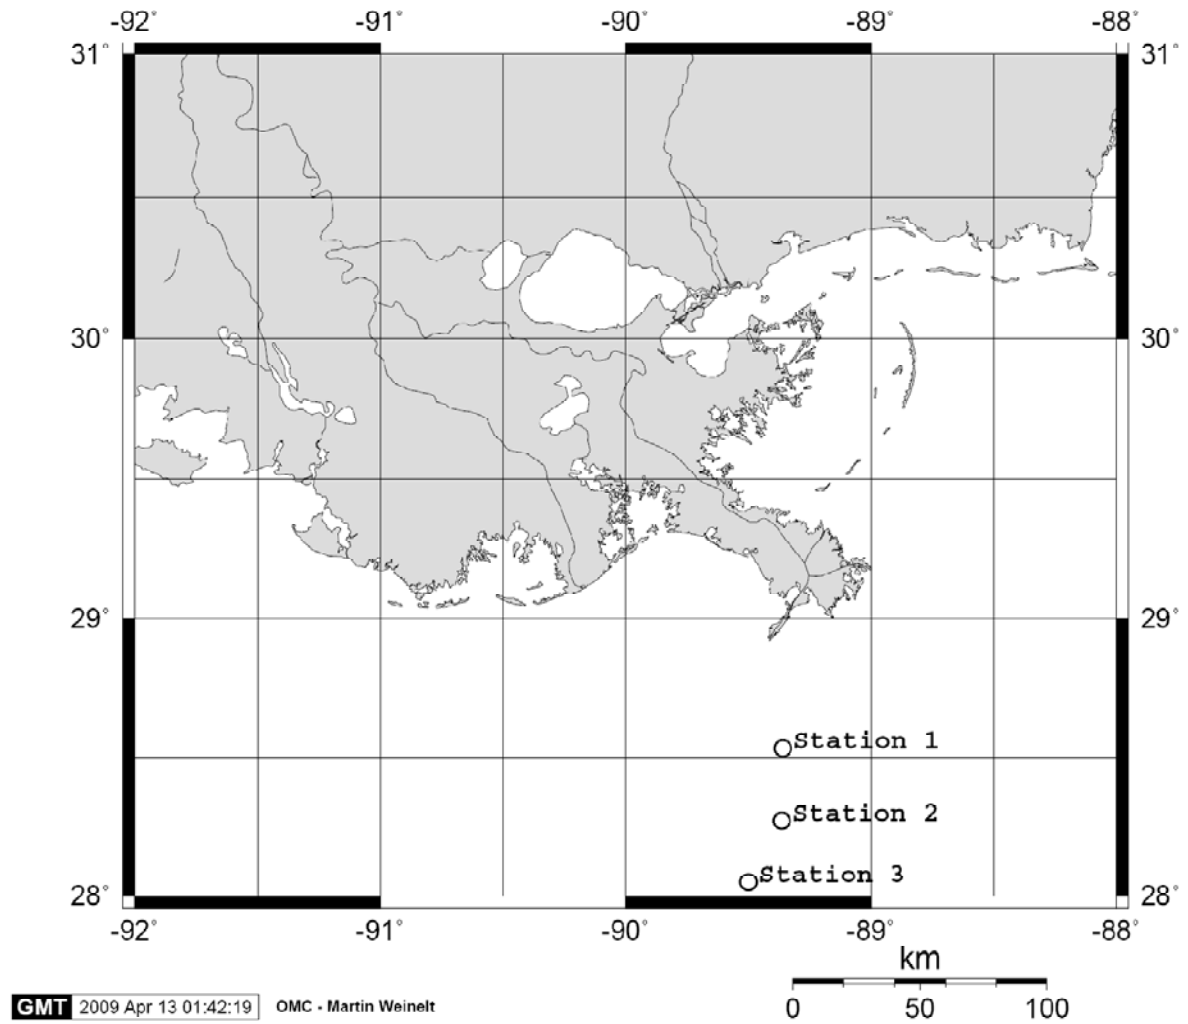 -92° -91° -90° -89° -88°
31° 31°
30° 30°
29° 29°
Station 1
Station 2
Station 3
28° 28°
-92° -91° -90° -89° -88°
km
GMT 2009 Apr 13 01:42:19 OMC - Martin Weinelt
0 50 100